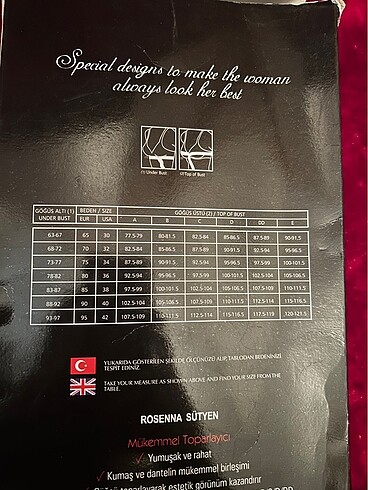 Special designs to make the woman
always look her best
(1) Under Bust (2) Top of Bust
GÖĞÜS ALTI (1) UNDER BUST BEDEN / SIZE GÖĞÜS ÜSTÜ (2) / TOP OF BUST
EUR USA A B C D DD E
63-67 65 30 77.5-79 80-81.5 82.5-84 85-86.5 87.5-89 90-91.5
68-72 70 32 82.5-84 85-86.5 87.5-89 90-91.5 92.5-94 95-96.5
73-77 75 34 87.5-89 90-91.5 92.5-94 95-96.5 97.5-99 100-101.5
78-82 80 36 92.5-94 95-96.5 97.5-99 100-101.5 102.5-104 105-106.5
83-87 85 38 97.5-99 100-101.5 102.5-104 105-106.5 107.5-109 110-111.5
88-92 90 40 102.5-104 105-106.5 107.5-109 110-111.5 112.5-114 115-116.5
93-97 95 42 107.5-109 110-111.5 112.5-114 115-116.5 117.5-119 120-121.5
YUKARIDA GÖSTERİLEN ŞEKİLDE ÖLÇÜNÜZÜ ALIP, TABLODAN BEDENİNİZİ
TESPİT EDİNİZ.
TAKE YOUR MEASURE AS SHOWN ABOVE AND FIND YOUR SIZE FROM THE
TABLE.
ROSENNA SÜTYEN
Mükemmel Toparlayıcı
Yumuşak ve rahat
Kumaş ve dantelin mükemmel birleşimi
toparlayarak estetik görünüm kazandırır